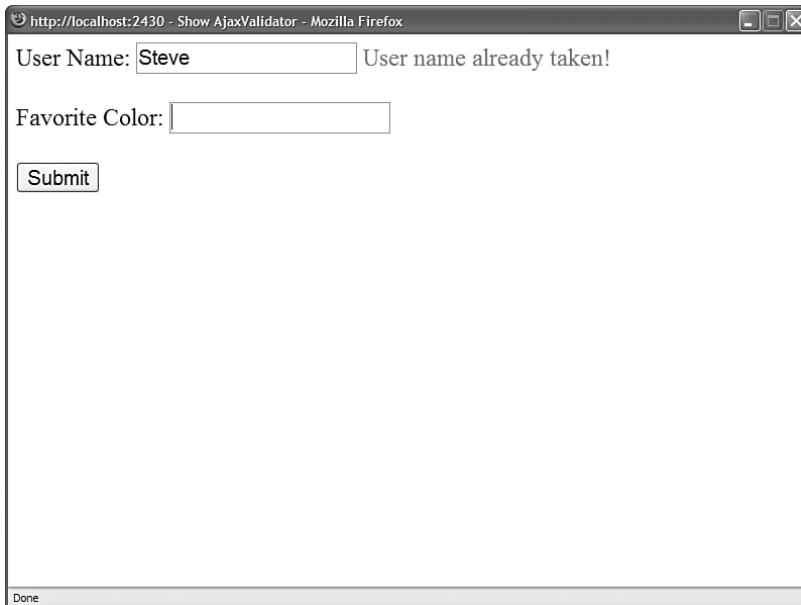 http://localhost:2430 - Show AjaxValidator - Mozilla Firefox
User Name: Steve User name already taken!
Favorite Color:
Submit
Done